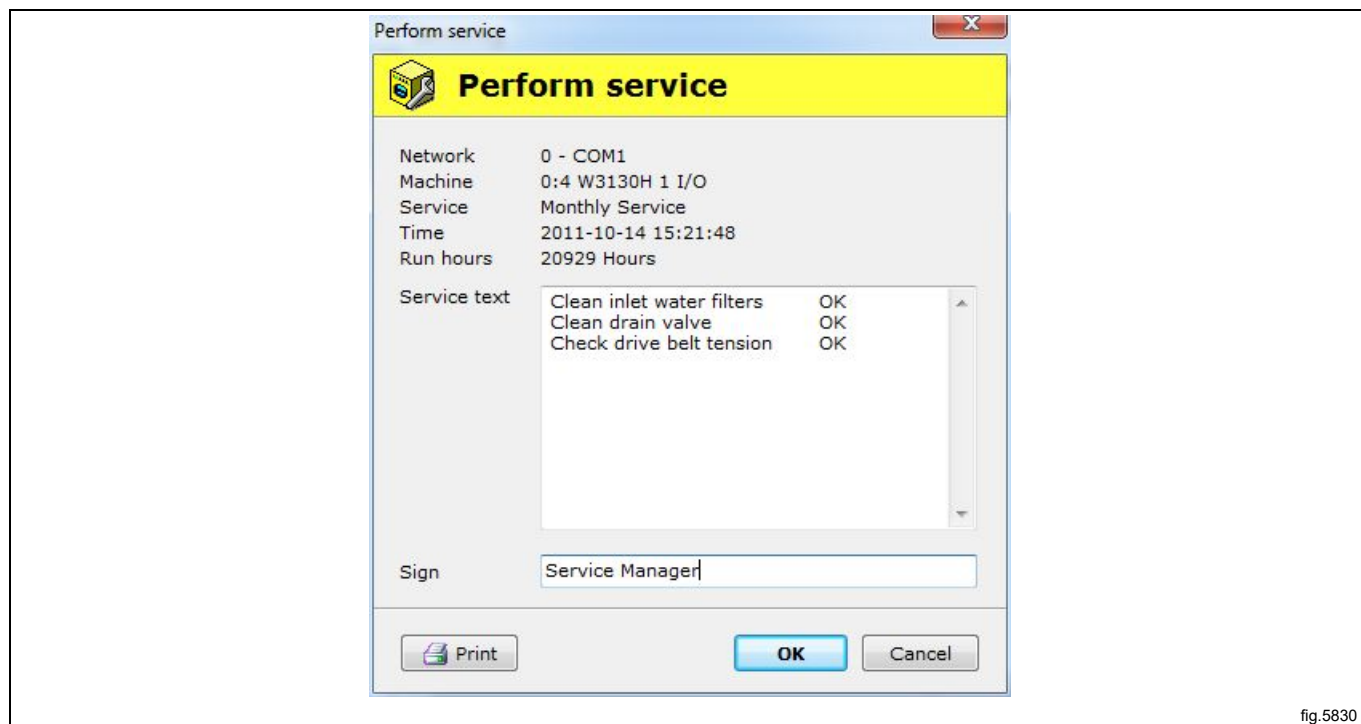 Perform service
Perform service
Network 0 - COM1
Machine 0:4 W3130H 1 I/O
Service Monthly Service
Time 2011-10-14 15:21:48
Run hours 20929 Hours
Service text
Clean inlet water filters OK
Clean drain valve OK
Check drive belt tension OK
Sign Service Manager
Print OK Cancel
fig.5830